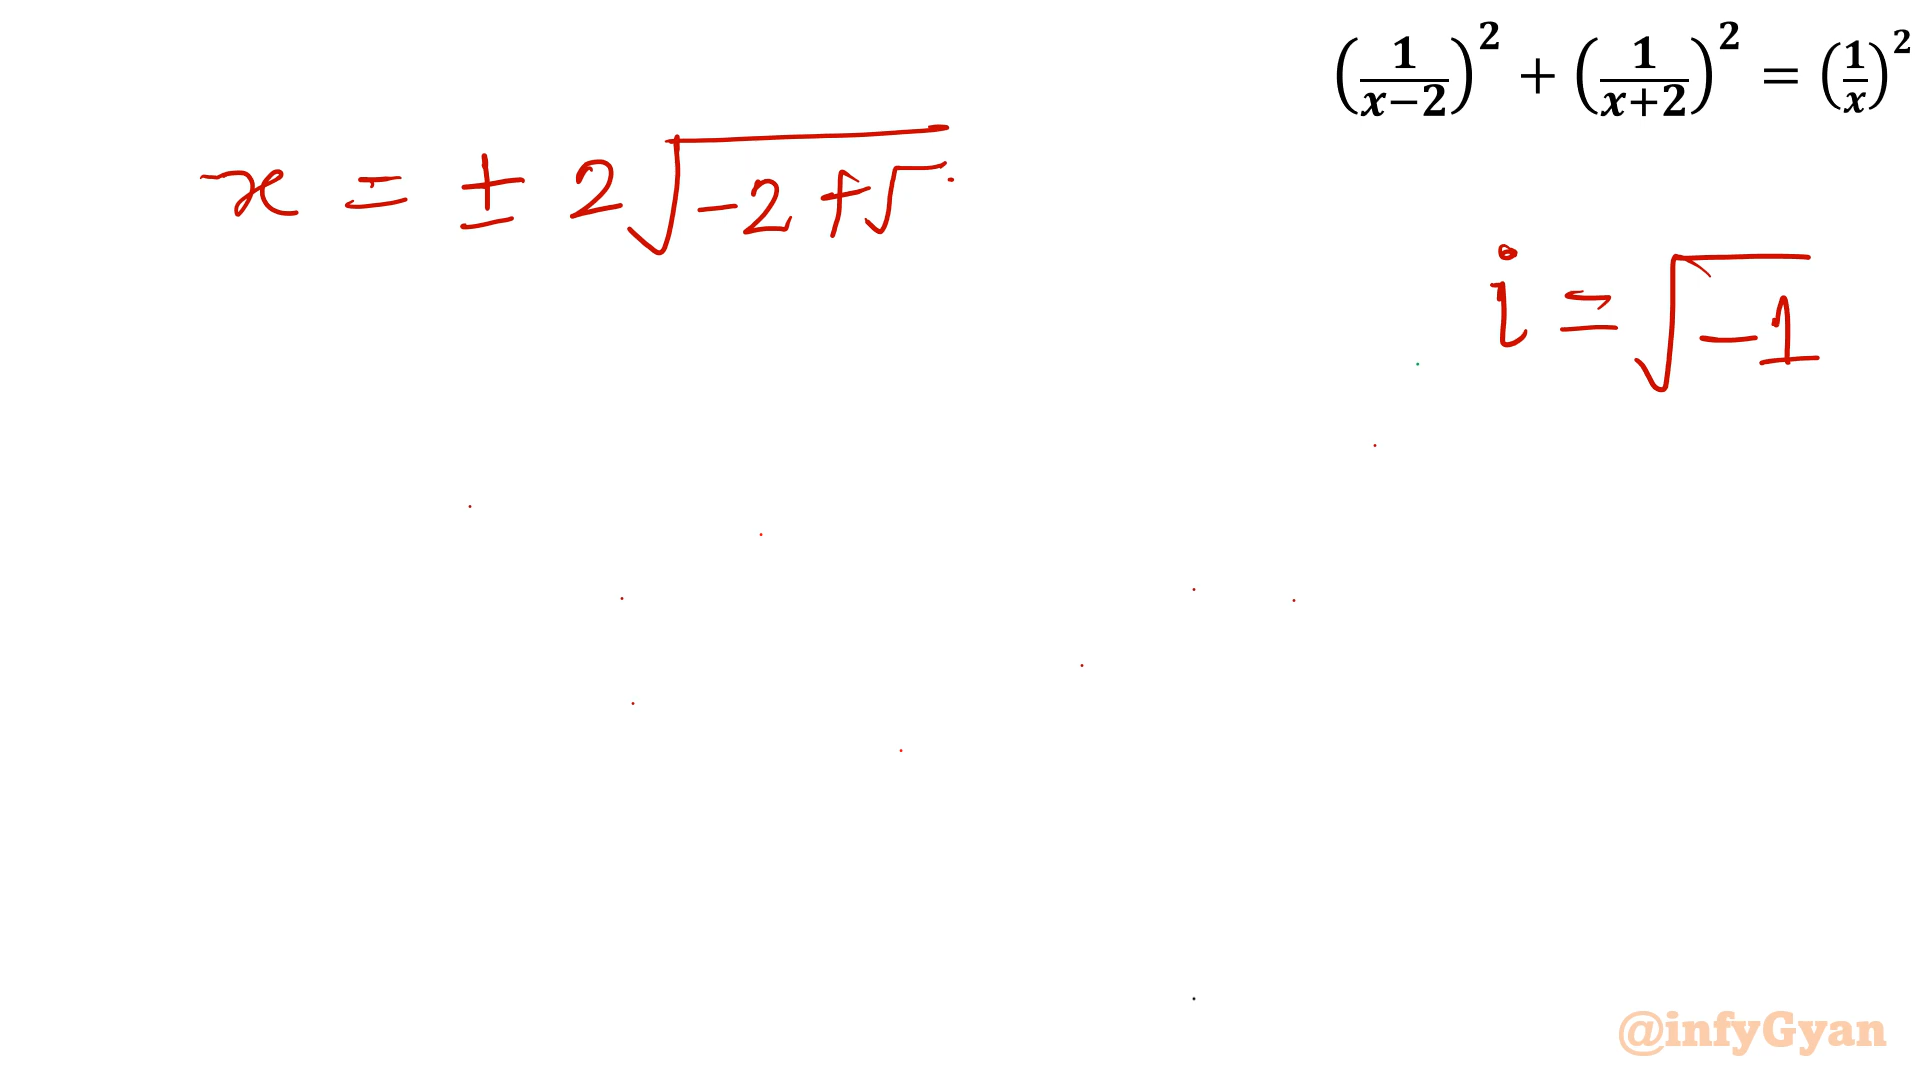 (1/(x−2))² + (1/(x+2))² = (1/x)²
x = ± 2√(-2 + √
i = √-1
@infyGyan